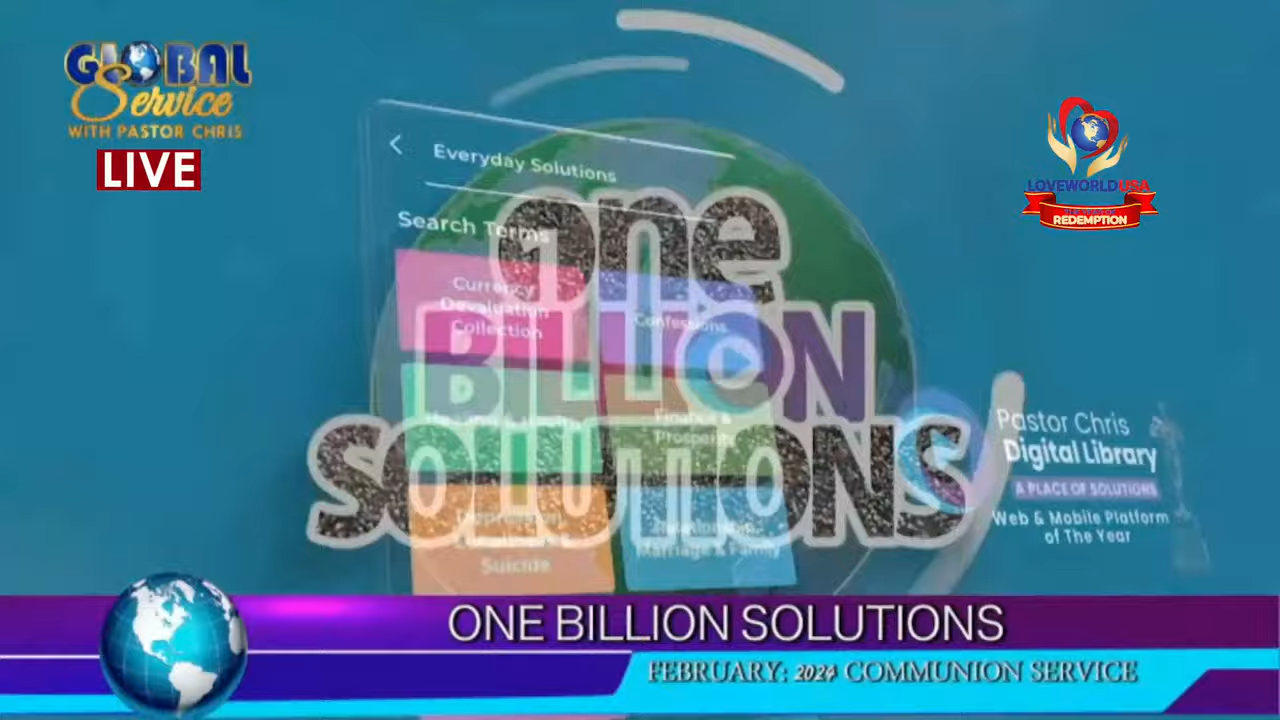 GLOBAL
Service
WITH PASTOR CHRIS
LIVE
LOVEWORLD USA
REDEMPTION
Everyday Solutions
Search Terms
one
BILLION
SOLUTIONS
Currency
Devaluation
Collection
Confessions
Finance &
Prosperity
Suicide
Marriage & Family
Pastor Chris
Digital Library
A PLACE OF SOLUTIONS
Web & Mobile Platform
of The Year
ONE BILLION SOLUTIONS
FEBRUARY: 2024 COMMUNION SERVICE